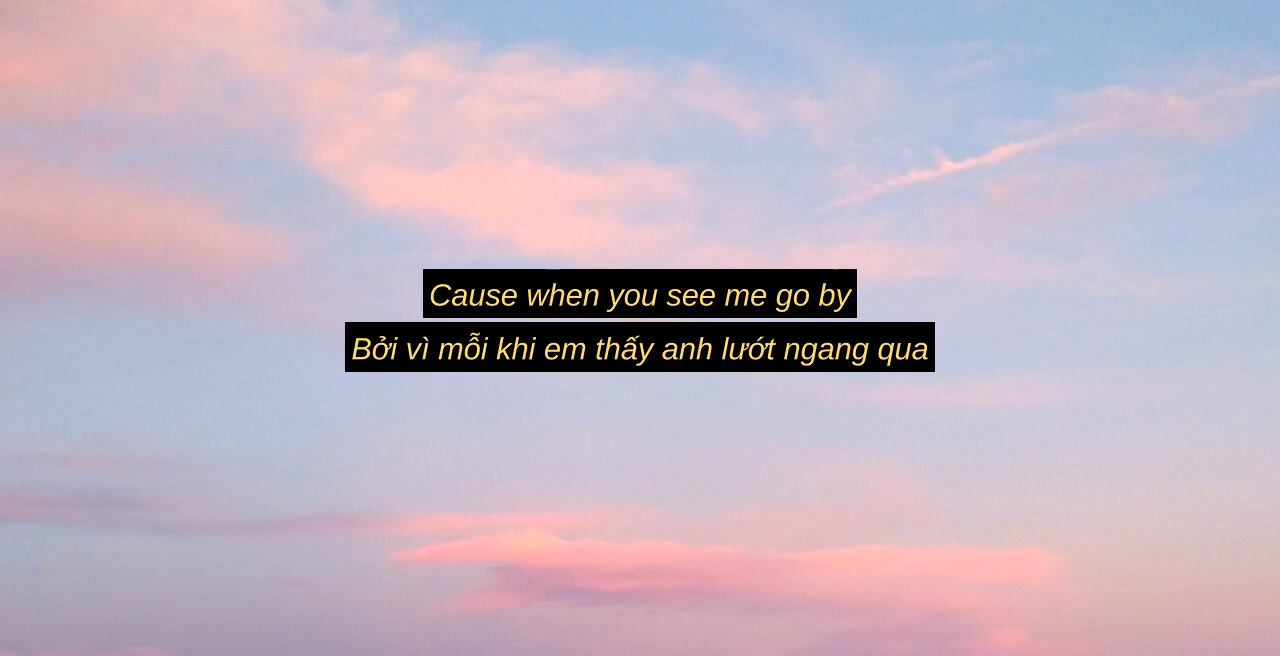 Cause when you see me go by
Bởi vì mỗi khi em thấy anh lướt ngang qua